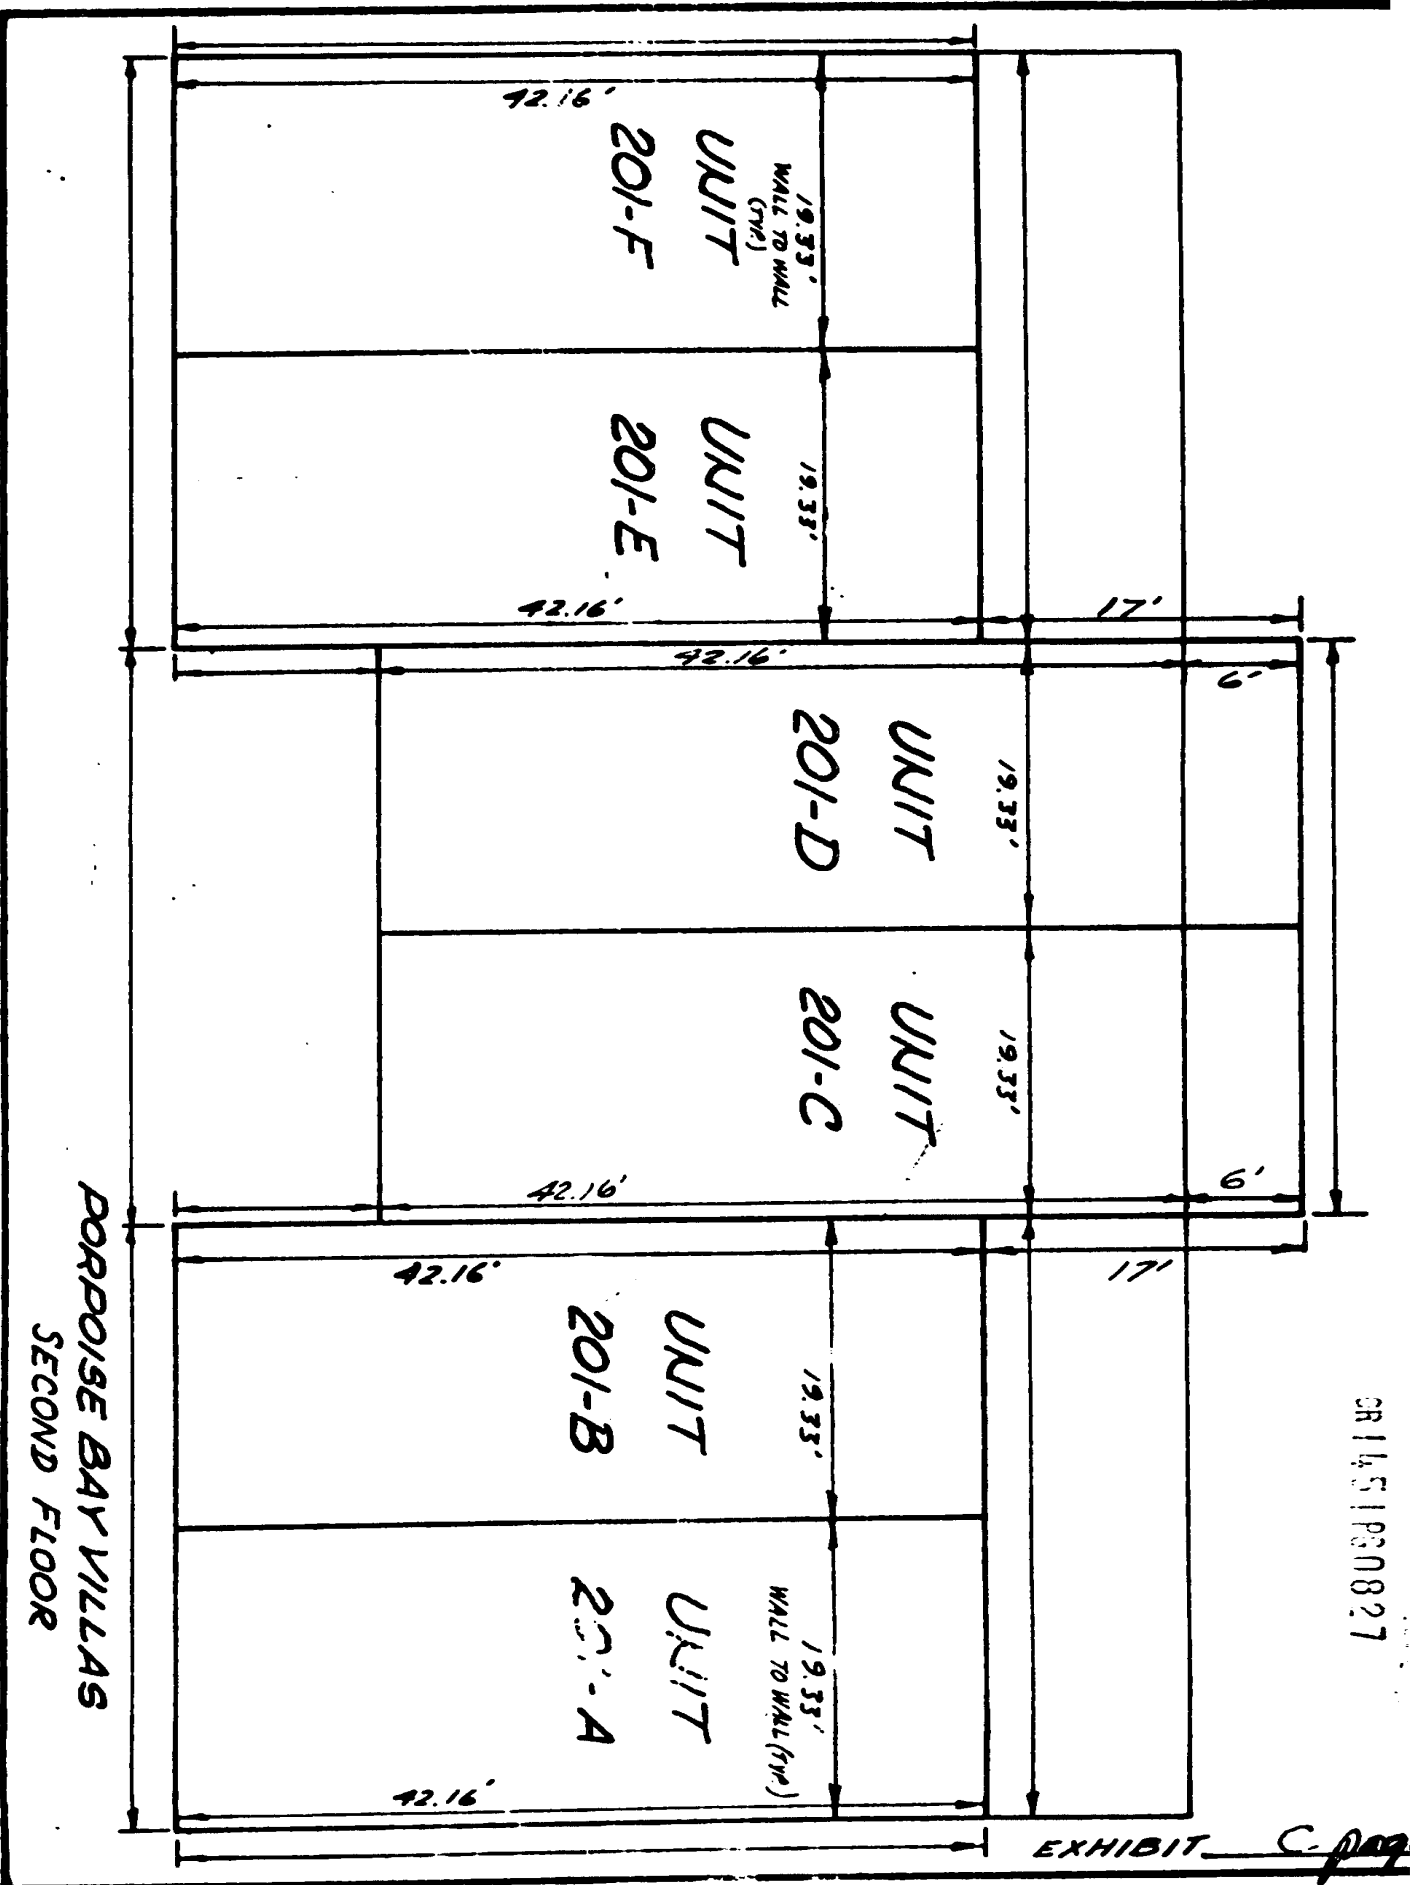 42.16'
19.33'
WALL TO WALL
(TYP.)
UNIT
201-F
19.33'
UNIT
201-E
42.16'
17'
42.16'
6'
19.33'
UNIT
201-D
19.33'
UNIT
201-C
42.16'
6'
42.16'
17'
19.33'
UNIT
201-B
19.33'
WALL TO WALL (TYP.)
UNIT
201-A
42.16'
PORPOISE BAY VILLAS
SECOND FLOOR
OR1451PG0827
EXHIBIT C-